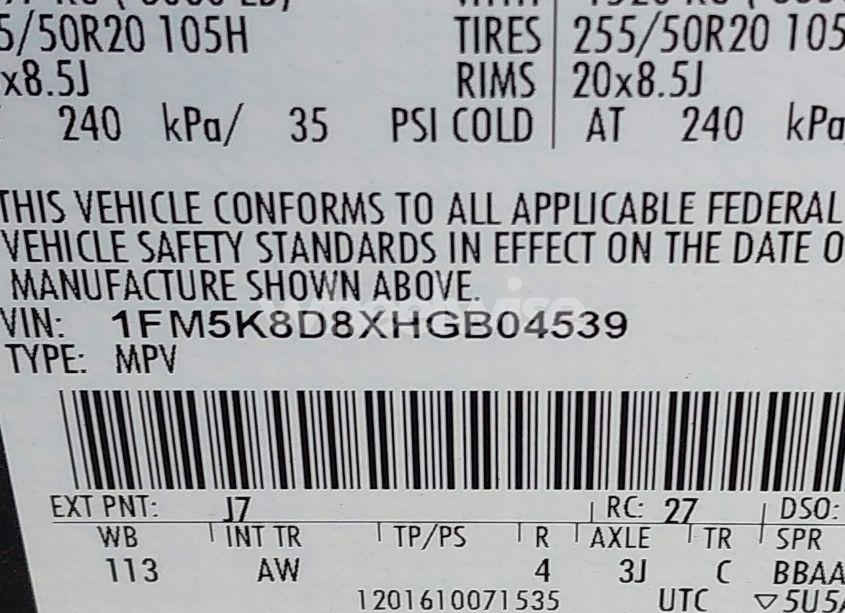 5/50R20 105H TIRES 255/50R20 105
x8.5J RIMS 20x8.5J
240 kPa/ 35 PSI COLD AT 240 kPa
THIS VEHICLE CONFORMS TO ALL APPLICABLE FEDERAL
VEHICLE SAFETY STANDARDS IN EFFECT ON THE DATE O
MANUFACTURE SHOWN ABOVE.
VIN: 1FM5K8D8XHGB04539
TYPE: MPV
EXT PNT: J7 RC: 27 DSO:
WB INT TR TP/PS R AXLE TR SPR
113 AW 4 3J C BBAA
1201610071535 UTC ▽5U5